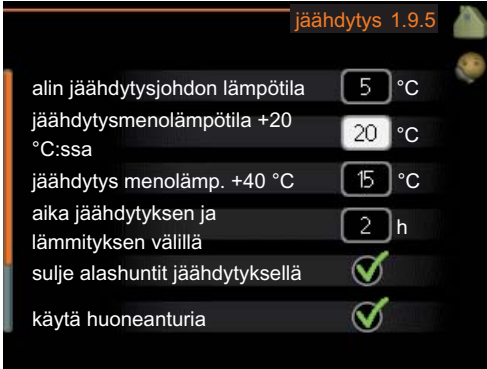 jäähdytys 1.9.5
alin jäähdytysjohdon lämpötila 5 °C
jäähdytysmenolämpötila +20
°C:ssa 20 °C
jäähdytys menolämp. +40 °C 15 °C
aika jäähdytyksen ja
lämmityksen välillä 2 h
sulje alashuntit jäähdytyksellä
käytä huoneanturia